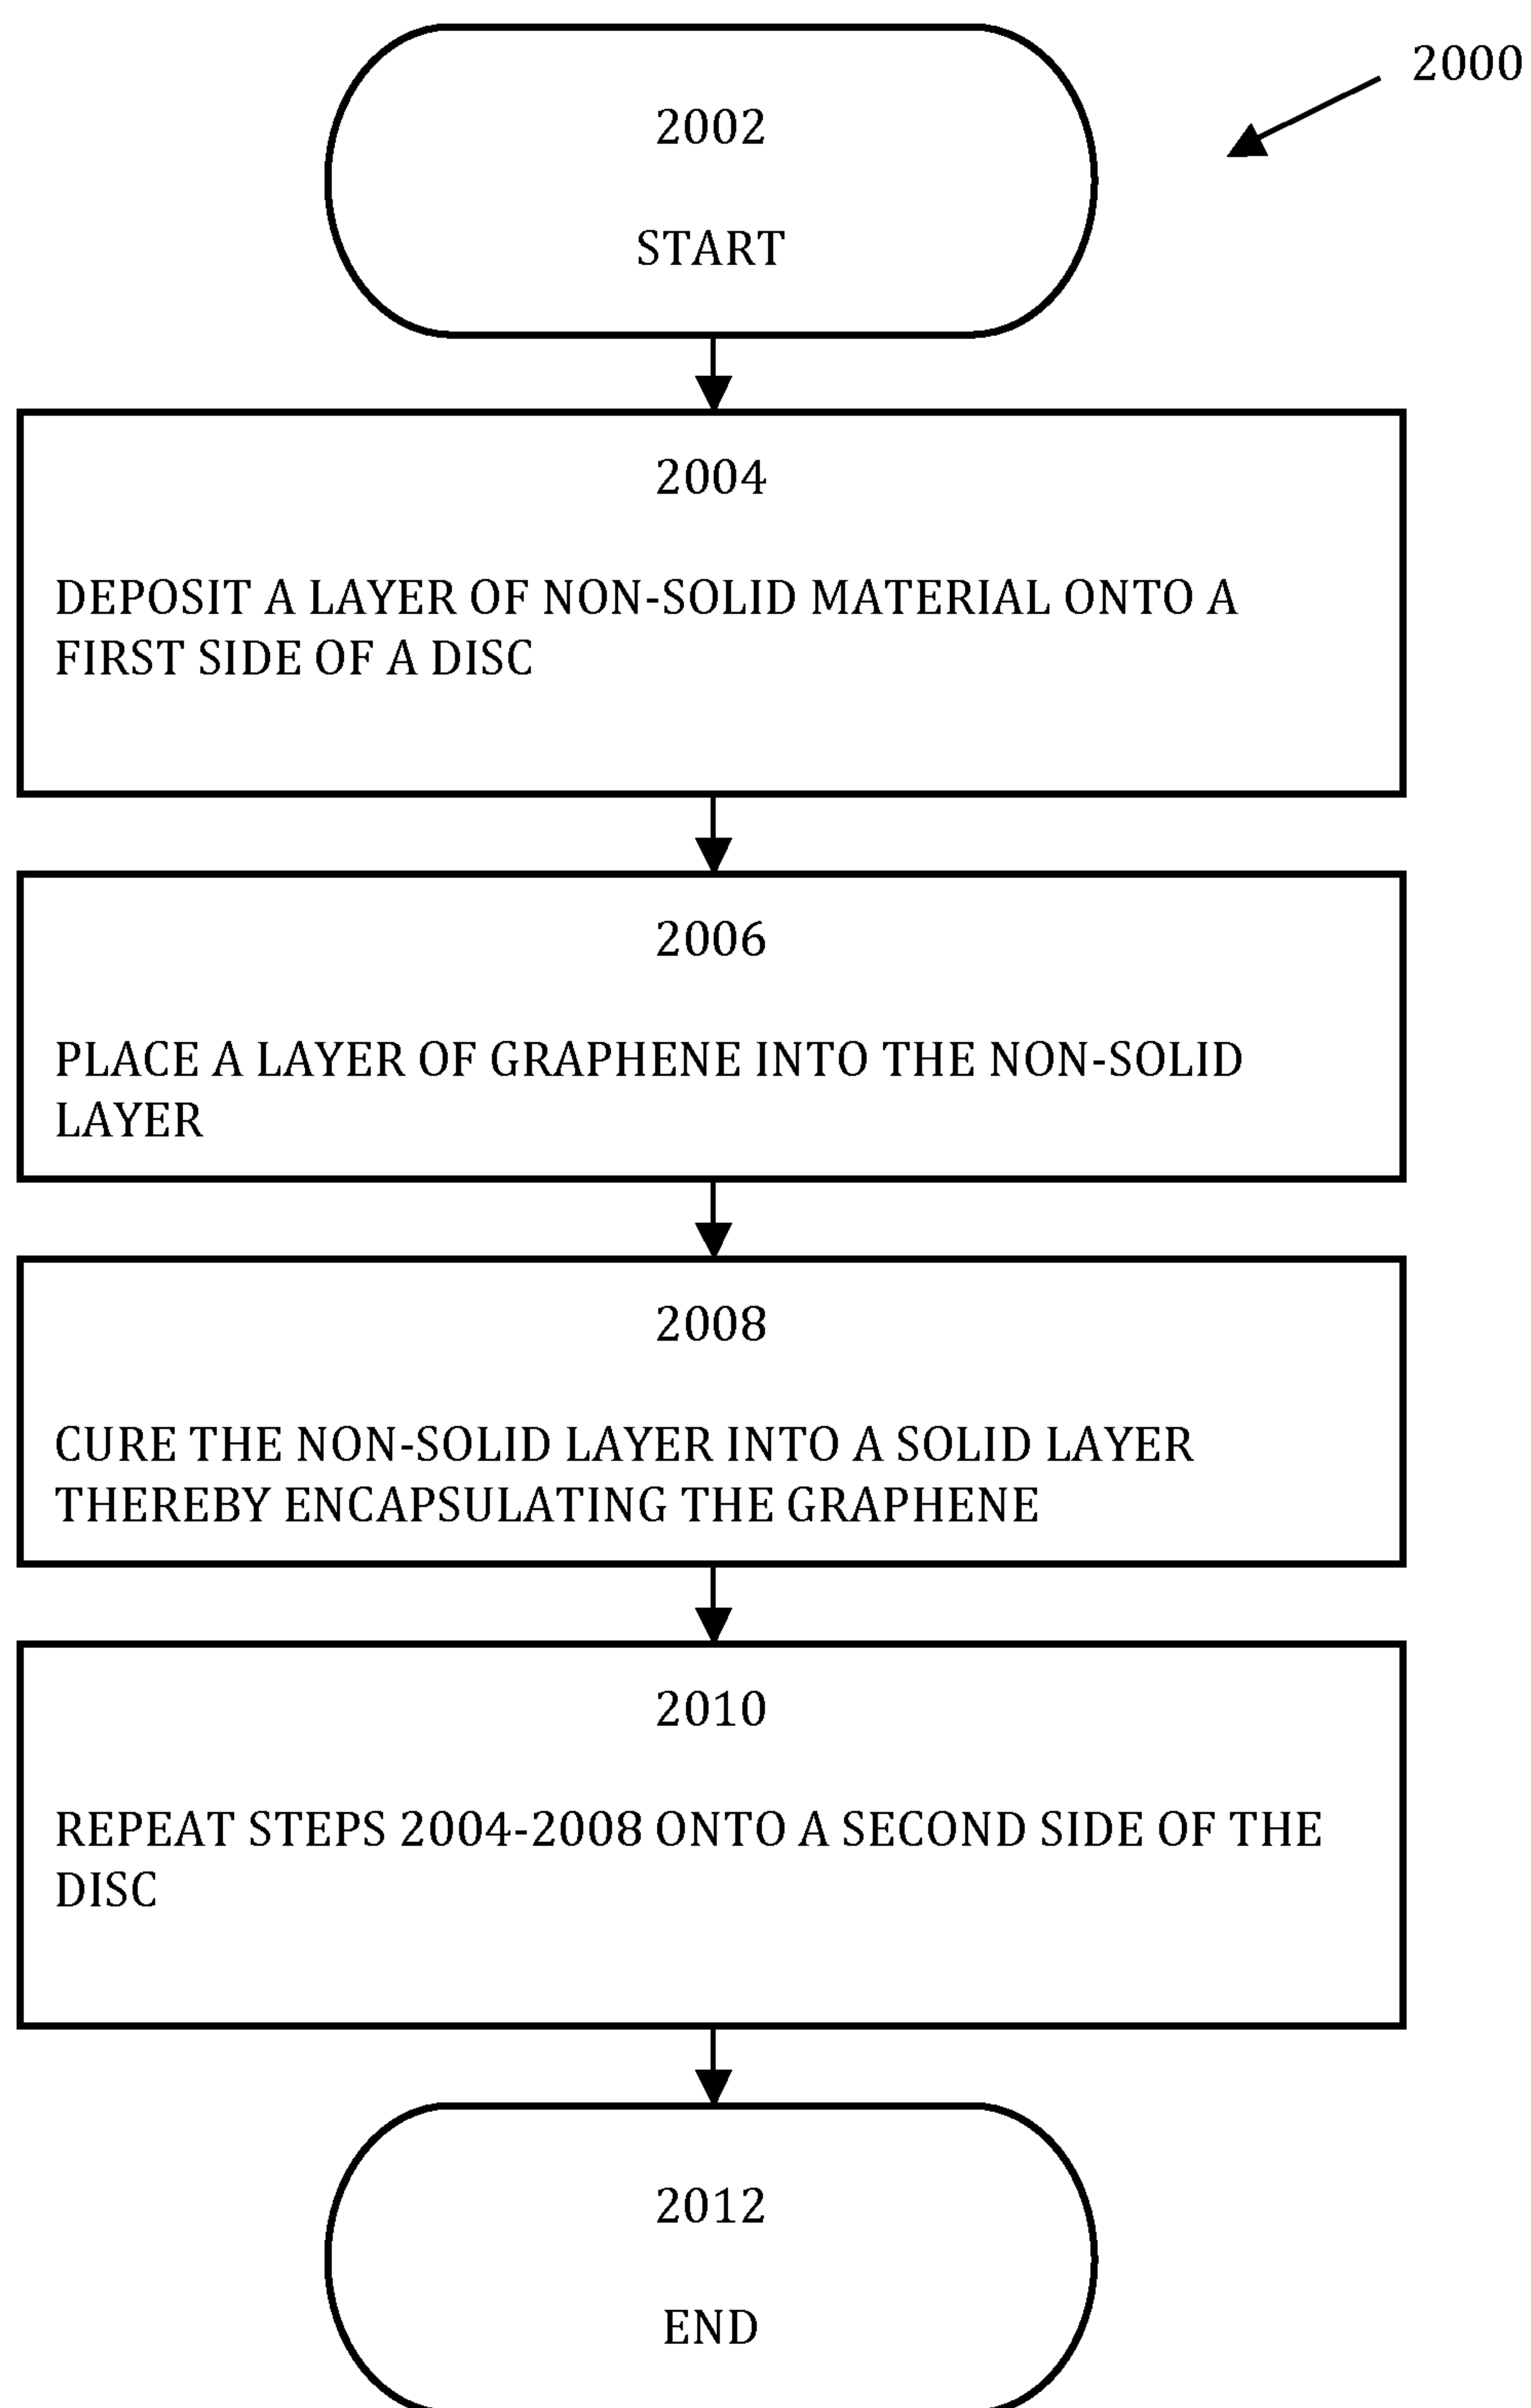 2000
2002
START
2004
DEPOSIT A LAYER OF NON-SOLID MATERIAL ONTO A
FIRST SIDE OF A DISC
2006
PLACE A LAYER OF GRAPHENE INTO THE NON-SOLID
LAYER
2008
CURE THE NON-SOLID LAYER INTO A SOLID LAYER
THEREBY ENCAPSULATING THE GRAPHENE
2010
REPEAT STEPS 2004-2008 ONTO A SECOND SIDE OF THE
DISC
2012
END